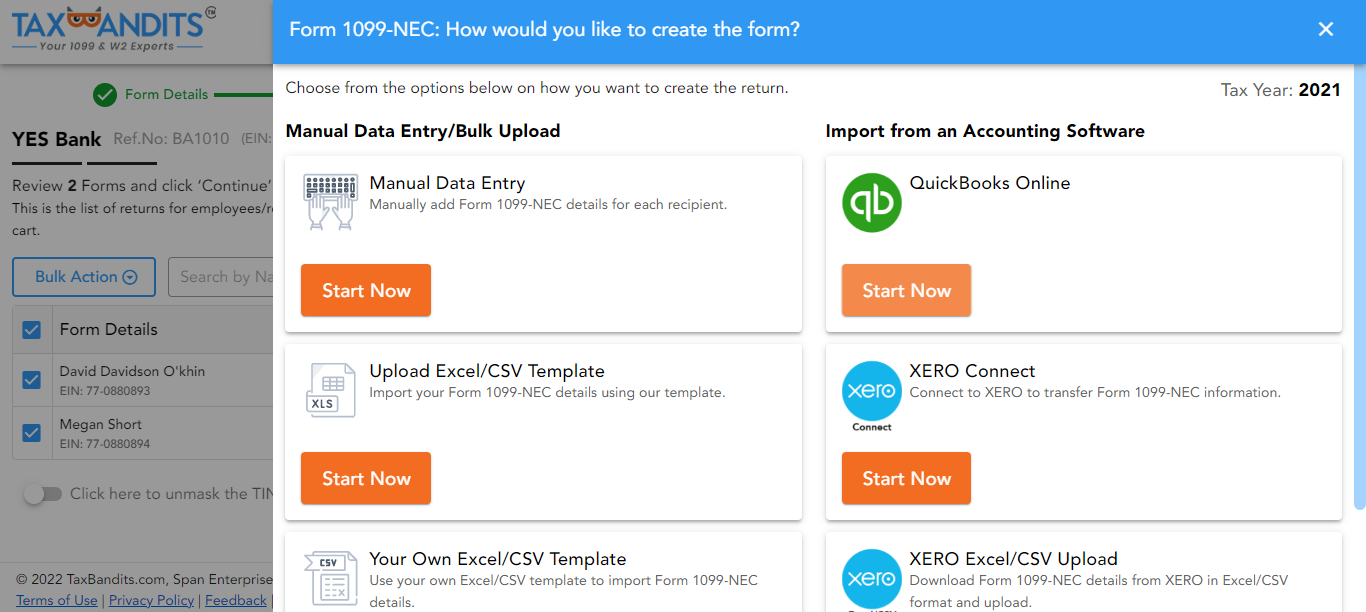 TAXBANDITS TM
Your 1099 & W2 Experts
Form 1099-NEC: How would you like to create the form?
Form Details
Choose from the options below on how you want to create the return.
Tax Year: 2021
YES Bank Ref.No: BA1010 (EIN:
Review 2 Forms and click ‘Continue’
This is the list of returns for employees/r
cart.
Bulk Action
Search by Na
Form Details
David Davidson O'khin
EIN: 77-0880893
Megan Short
EIN: 77-0880894
Click here to unmask the TIN
© 2022 TaxBandits.com, Span Enterprise
Terms of Use | Privacy Policy | Feedback |
Manual Data Entry/Bulk Upload
Manual Data Entry
Manually add Form 1099-NEC details for each recipient.
Start Now
XLS
Upload Excel/CSV Template
Import your Form 1099-NEC details using our template.
Start Now
CSV
Your Own Excel/CSV Template
Use your own Excel/CSV template to import Form 1099-NEC
details.
Import from an Accounting Software
qb
QuickBooks Online
Start Now
xero
Connect
XERO Connect
Connect to XERO to transfer Form 1099-NEC information.
Start Now
xero
XERO Excel/CSV Upload
Download Form 1099-NEC details from XERO in Excel/CSV
format and upload.